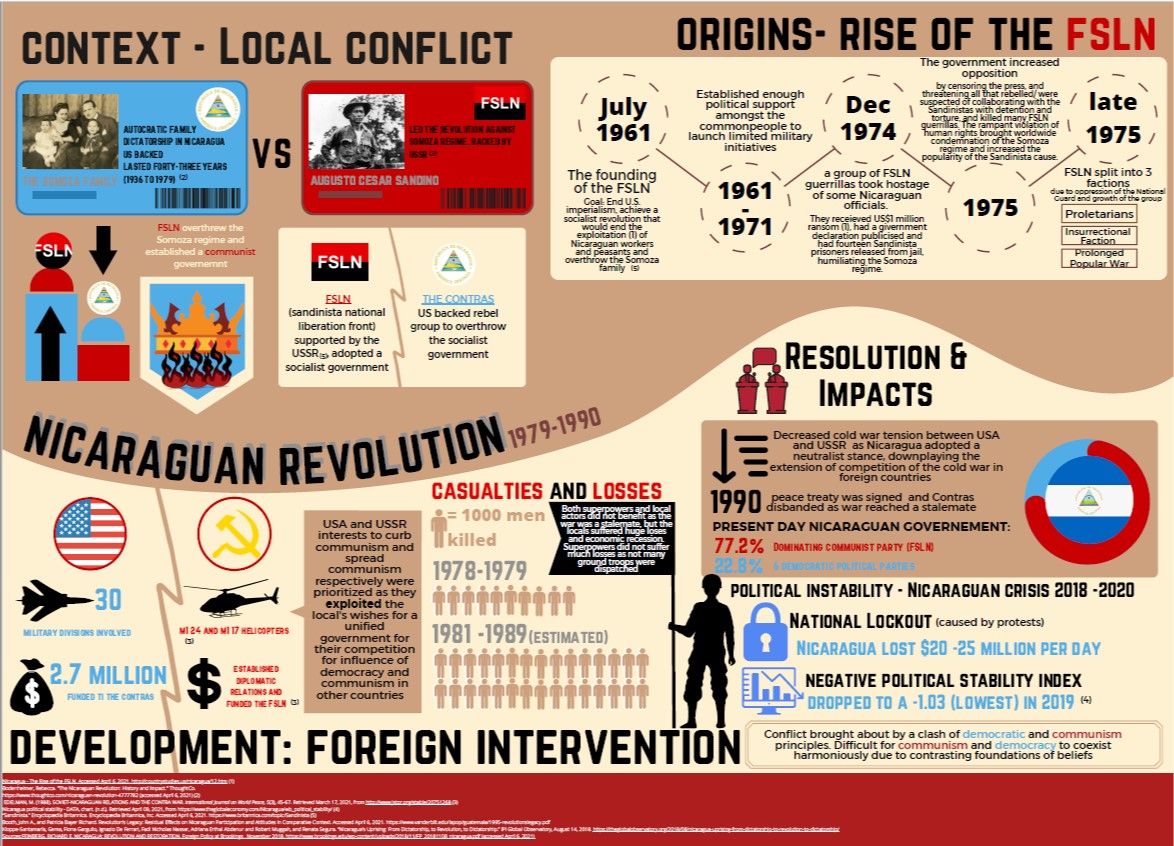 CONTEXT - LOCAL CONFLICT
AUTOCRATIC FAMILY
DICTATORSHIP IN NICARAGUA
US BACKED
LASTED FORTY-THREE YEARS
(1936 TO 1979) (2)
THE SOMOZA FAMILY
VS
FSLN
LED THE REVOLUTION AGAINST
SOMOZA REGIME. BACKED BY
USSR (2)
AUGUSTO CESAR SANDINO
FSLN
FSLN overthrew the
Somoza regime and
established a communist
governemnt
FSLN
FSLN
(sandinista national
liberation front)
supported by the
USSR(5), adopted a
socialist government
THE CONTRAS
US backed rebel
group to overthrow
the socialist
government
ORIGINS- RISE OF THE FSLN
July
1961
The founding
of the FSLN
Goal: End U.S.
imperialism, achieve a
socialist revolution that
would end the
exploitation (1) of
Nicaraguan workers
and peasants and
overthrow the Somoza
family (5)
Established enough
political support
amongst the
commonpeople to
launch limited military
initiatives
1961
-
1971
Dec
1974
a group of FSLN
guerrillas took hostage
of some Nicaraguan
officials.
They receieved US$1 million
ransom (1), had a givernment
declaration publicised and
had fourteen Sandinista
prisoners released from jail,
humiliating the Somoza
regime.
The government increased
opposition
by censoring the press, and
threatening all that rebelled/ were
suspected of collaborating with the
Sandinistas with detention and
torture, and killed many FSLN
guerrillas. The rampant violation of
human rights brought worldwide
condemnation of the Somoza
regime and increased the
popularity of the Sandinista cause.
1975
late
1975
FSLN split into 3
factions
due to oppression of the National
Guard and growth of the group
Proletarians
Insurrectional
Faction
Prolonged
Popular War
NICARAGUAN REVOLUTION 1979-1990
30
MILITARY DIVISIONS INVOLVED
2.7 MILLION
FUNDED TI THE CONTRAS
MI 24 AND MI 17 HELICOPTERS
(3)
ESTABLISHED
DIPLOMATIC
RELATIONS AND
FUNDED THE FSLN (3)
USA and USSR
interests to curb
communism and
spread
communism
respectively were
prioritized as they
exploited the
local's wishes for a
unified
government for
their competition
for influence of
democracy and
communism in
other countries
CASUALTIES AND LOSSES
= 1000 men
killed
1978-1979
1981 -1989(ESTIMATED)
Both superpowers and local
actors did not benefit as the
war was a stalemate, but the
locals suffered huge loses
and economic recession.
Superpowers did not suffer
much losses as not many
ground troops were
dispatched
DEVELOPMENT: FOREIGN INTERVENTION
RESOLUTION &
IMPACTS
Decreased cold war tension between USA
and USSR as Nicaragua adopted a
neutralist stance, downplaying the
extension of competition of the cold war in
foreign countries
1990 peace treaty was signed and Contras
disbanded as war reached a stalemate
PRESENT DAY NICARAGUAN GOVERNEMENT:
77.2% DOMINATING COMMUNIST PARTY (FSLN)
22.8% 6 DEMOCRATIC POLITICAL PARTIES
POLITICAL INSTABILITY - NICARAGUAN CRISIS 2018 -2020
NATIONAL LOCKOUT (caused by protests)
NICARAGUA LOST $20 -25 MILLION PER DAY
NEGATIVE POLITICAL STABILITY INDEX
DROPPED TO A -1.03 (LOWEST) IN 2019 (4)
Conflict brought about by a clash of democratic and communism
principles. Difficult for communism and democracy to coexist
harmoniously due to contrasting foundations of beliefs
Nicaragua - The Rise of the FSLN. Accessed April 6, 2021.
Bodenheimer, Rebecca. "The Nicaraguan Revolution: History and Impact." ThoughtCo.